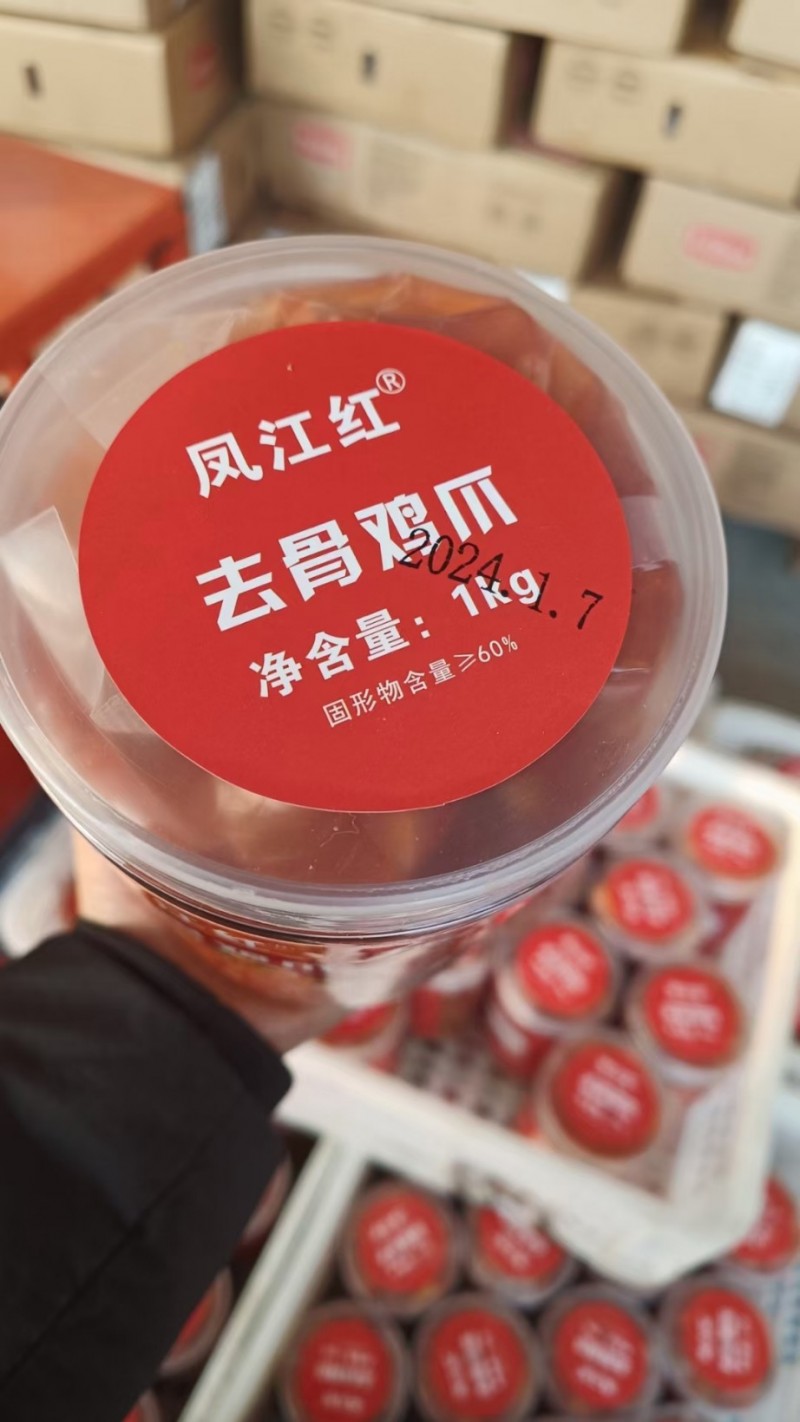 凤江红®
去骨鸡爪
2024.1.7
净含量：1kg
固形物含量≥60%